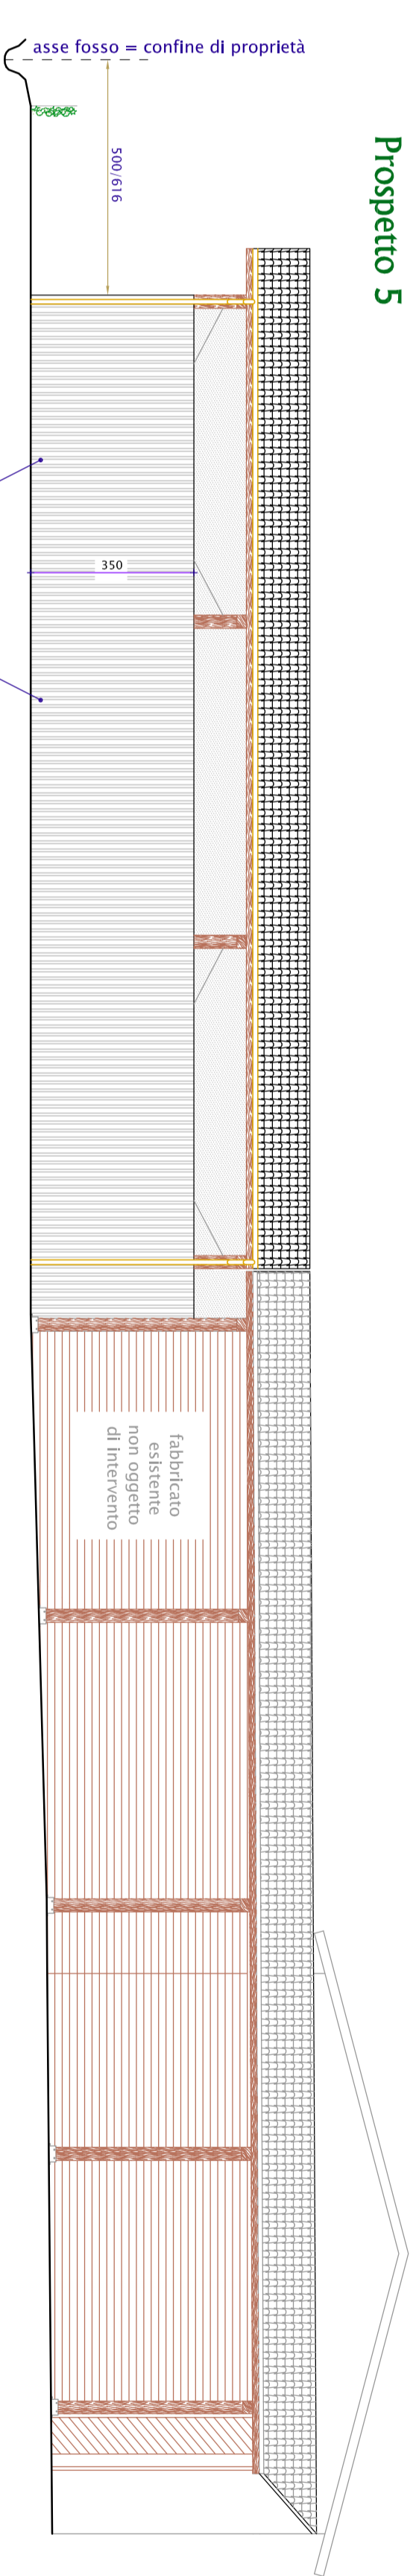 Prospetto 5
asse fosso = confine di proprietà
500/616
350
fabbricato
esistente
non oggetto
di intervento